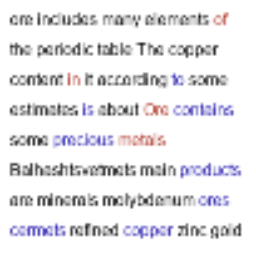 ore includes many elements of
the periodic table The copper
content in it according to some
estimates is about Ore contains
some precious metals
Balhashtsvetmets main products
are minerals molybdenum ores
cermets refined copper zinc gold